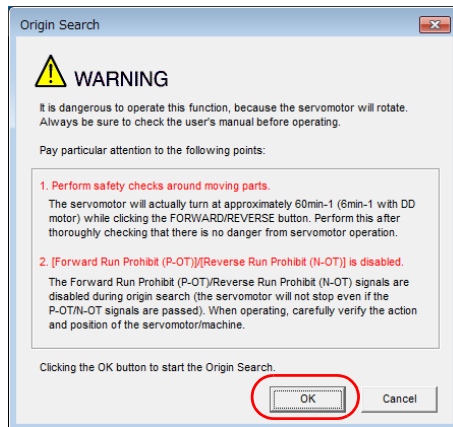 Origin Search
WARNING
It is dangerous to operate this function, because the servomotor will rotate.
Always be sure to check the user's manual before operating.
Pay particular attention to the following points:
1. Perform safety checks around moving parts.
The servomotor will actually turn at approximately 60min-1 (6min-1 with DD
motor) while clicking the FORWARD/REVERSE button. Perform this after
thoroughly checking that there is no danger from servomotor operation.
2. [Forward Run Prohibit (P-OT)]/[Reverse Run Prohibit (N-OT)] is disabled.
The Forward Run Prohibit (P-OT)/Reverse Run Prohibit (N-OT) signals are
disabled during origin search (the servomotor will not stop even if the
P-OT/N-OT signals are passed). When operating, carefully verify the action
and position of the servomotor/machine.
Clicking the OK button to start the Origin Search.
OK Cancel